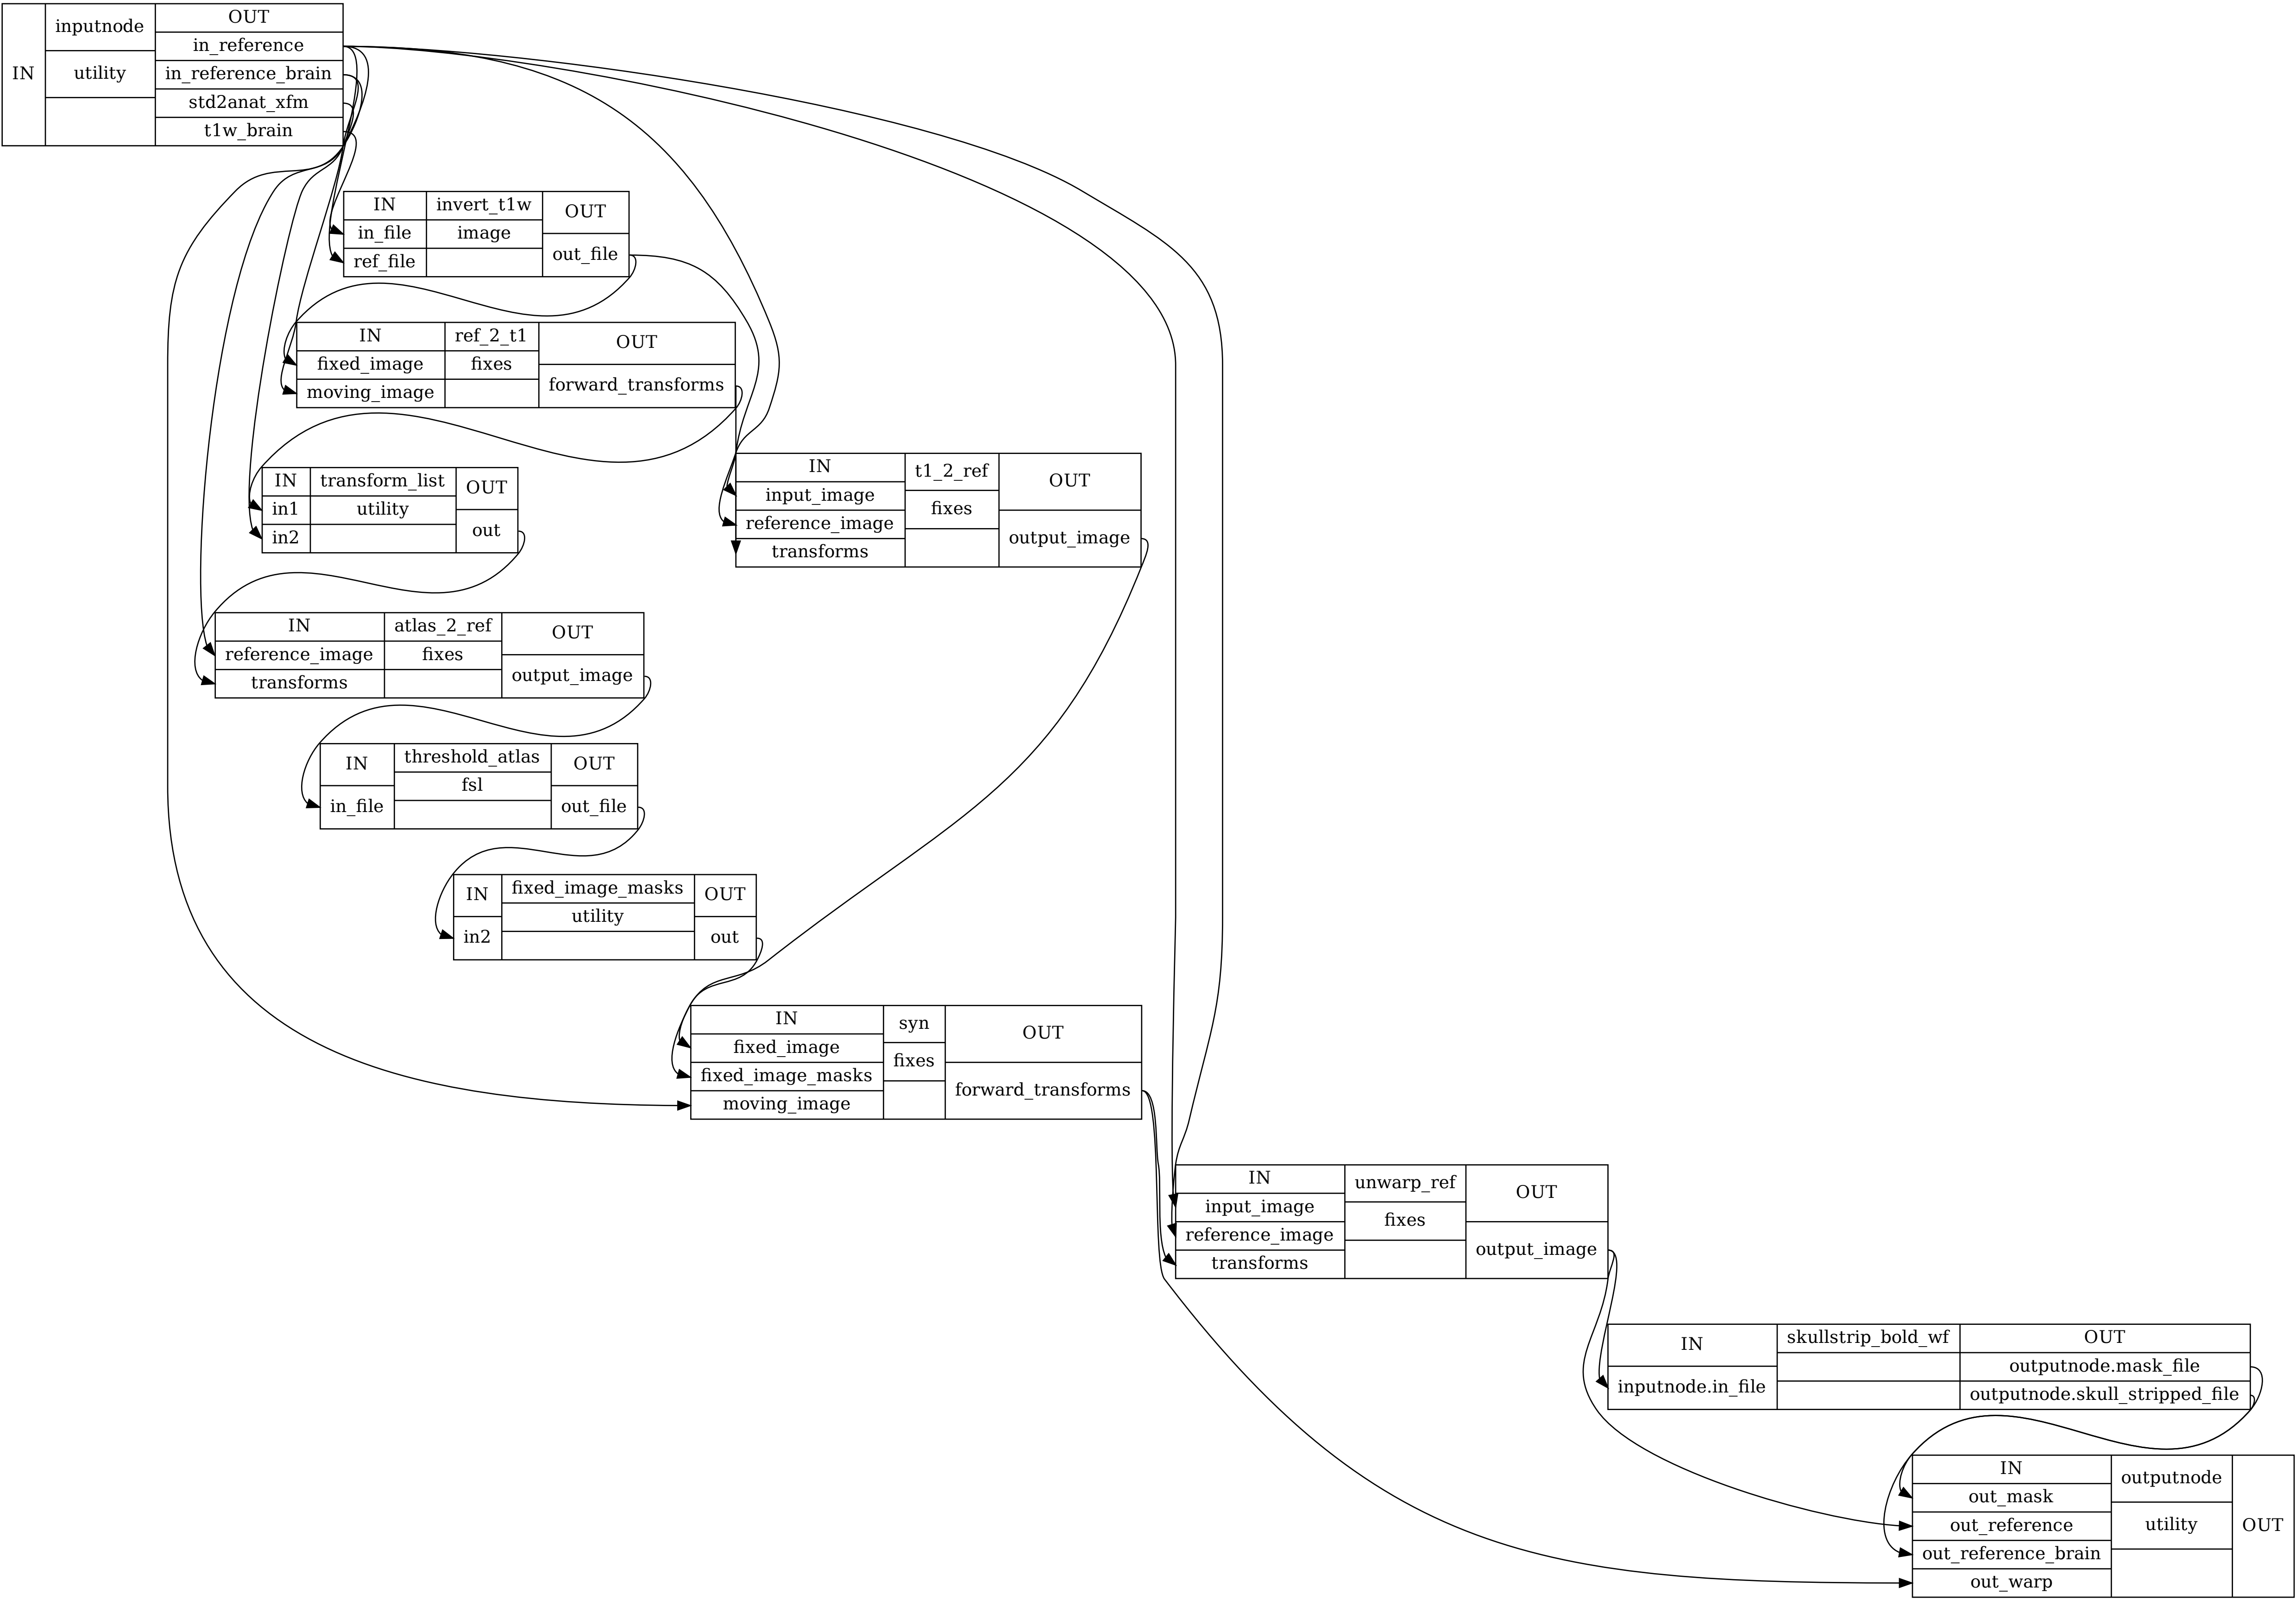 IN
inputnode
utility
OUT
in_reference
in_reference_brain
std2anat_xfm
t1w_brain
IN
in_file
ref_file
invert_t1w
image
OUT
out_file
IN
fixed_image
moving_image
ref_2_t1
fixes
OUT
forward_transforms
IN
in1
in2
transform_list
utility
OUT
out
IN
input_image
reference_image
transforms
t1_2_ref
fixes
OUT
output_image
IN
reference_image
transforms
atlas_2_ref
fixes
OUT
output_image
IN
in_file
threshold_atlas
fsl
OUT
out_file
IN
in2
fixed_image_masks
utility
OUT
out
IN
fixed_image
fixed_image_masks
moving_image
syn
fixes
OUT
forward_transforms
IN
input_image
reference_image
transforms
unwarp_ref
fixes
OUT
output_image
IN
inputnode.in_file
skullstrip_bold_wf
OUT
outputnode.mask_file
outputnode.skull_stripped_file
IN
out_mask
out_reference
out_reference_brain
out_warp
outputnode
utility
OUT